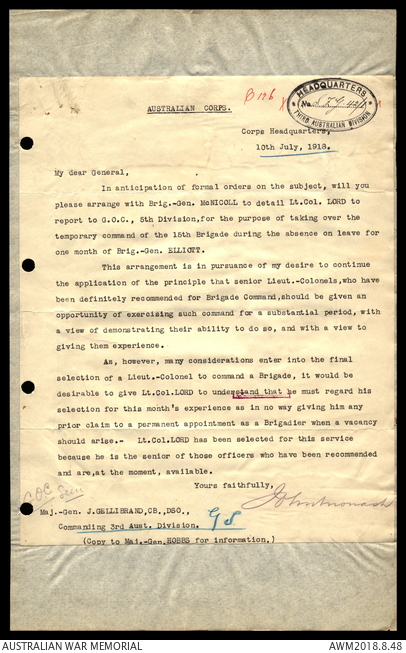 B126
HEADQUARTERS
No.
THIRD AUSTRALIAN DIVISION
AUSTRALIAN CORPS.
Corps Headquarters,
10th July, 1918.
My dear General,
In anticipation of formal orders on the subject, will you
please arrange with Brig.-Gen. McNICOLL to detail Lt.Col. LORD to
report to G.O.C., 5th Division,for the purpose of taking over the
temporary command of the 15th Brigade during the absence on leave for
one month of Brig.-Gen. ELLIOTT.
This arrangement is in pursuance of my desire to continue
the application of the principle that senior Lieut.-Colonels,who have
been definitely recommended for Brigade Command,should be given an
opportunity of exercising such command for a substantial period, with
a view of demonstrating their ability to do so, and with a view to
giving them experience.
As, however, many considerations enter into the final
selection of a Lieut.-Colonel to command a Brigade, it would be
desirable to give Lt.Col.LORD to understand that he must regard his
selection for this month's experience as in no way giving him any
prior claim to a permanent appointment as a Brigadier when a vacancy
should arise.- Lt.Col.LORD has been selected for this service
because he is the senior of those officers who have been recommended
and are,at the moment, available.
Yours faithfully,
John Monash
GOC
Seen
Maj.-Gen. J.GELLIBRAND,CB.,DSO.,
Commanding 3rd Aust. Division.
GS
(Copy to Maj.-Gen.HOBBS for information.)
AUSTRALIAN WAR MEMORIAL
AWM2018.8.48